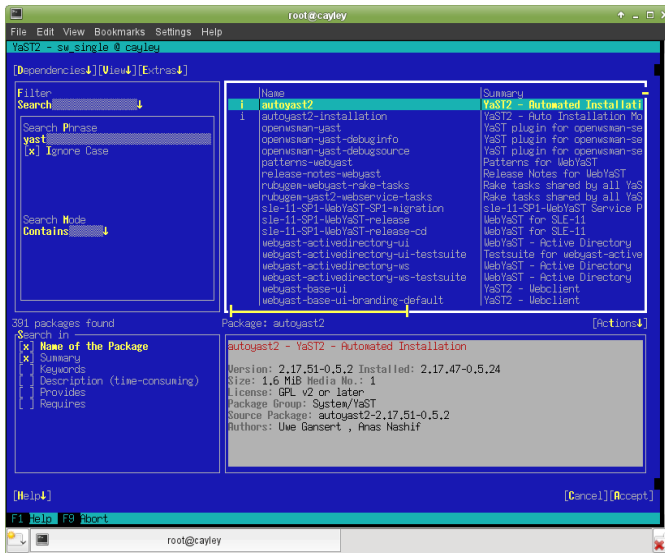 root@cayley
File Edit View Bookmarks Settings Help
YaST2 - sw_single @ cayley
[Dependencies↓][View↓][Extras↓]
Filter
Search↓
Search Phrase
yast
[x] Ignore Case
Search Mode
Contains↓
Name Summary
i autoyast2 YaST2 - Automated Installati
i autoyast2-installation YaST2 - Auto Installation Mo
openwsman-yast YaST plugin for openwsman-se
openwsman-yast-debuginfo YaST plugin for openwsman-se
openwsman-yast-debugsource YaST plugin for openwsman-se
patterns-webyast Patterns for WebYaST
release-notes-webyast Release Notes for WebYaST
rubygem-webyast-rake-tasks Rake tasks shared by all YaS
rubygem-yast2-webservice-tasks Rake tasks shared by all YaS
sle-11-SP1-WebYaST-SP1-migration sle-11-SP1-WebYaST Service P
sle-11-SP1-WebYaST-release WebYaST for SLE-11
sle-11-SP1-WebYaST-release-cd WebYaST for SLE-11
webyast-activedirectory-ui WebYaST - Active Directory
webyast-activedirectory-ui-testsuite Testsuite for webyast-active
webyast-activedirectory-ws WebYaST - Active Directory
webyast-activedirectory-ws-testsuite WebYaST - Active Directory
webyast-base-ui YaST2 - Webclient
webyast-base-ui-branding-default YaST2 - Webclient
391 packages found
Package: autoyast2 [Actions↓]
Search in
[x] Name of the Package
[x] Summary
[ ] Keywords
[ ] Description (time-consuming)
[ ] Provides
[ ] Requires
autoyast2 - YaST2 - Automated Installation
Version: 2.17.51-0.5.2 Installed: 2.17.47-0.5.24
Size: 1.6 MiB Media No.: 1
License: GPL v2 or later
Package Group: System/YaST
Source Package: autoyast2-2.17.51-0.5.2
Authors: Uwe Gansert , Anas Nashif
[Help↓] [Cancel][Accept]
F1 Help F9 Abort
root@cayley